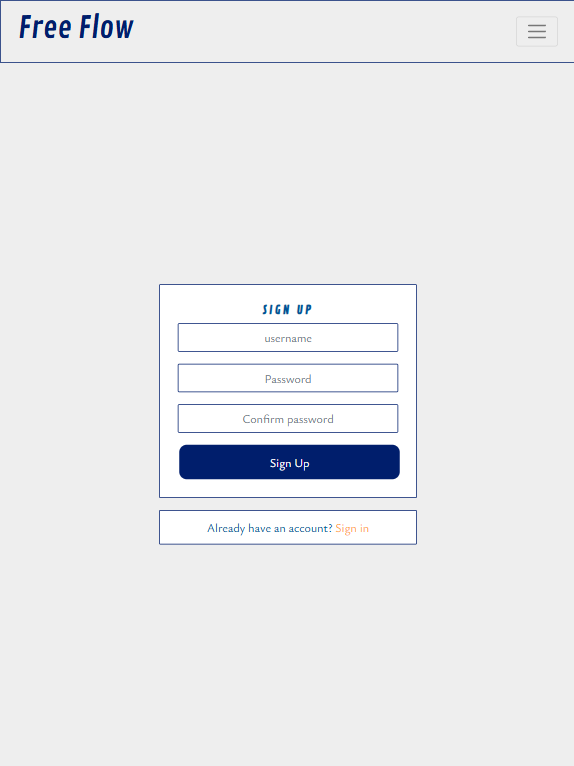 Free Flow
SIGN UP
username
Password
Confirm password
Sign Up
Already have an account? Sign in